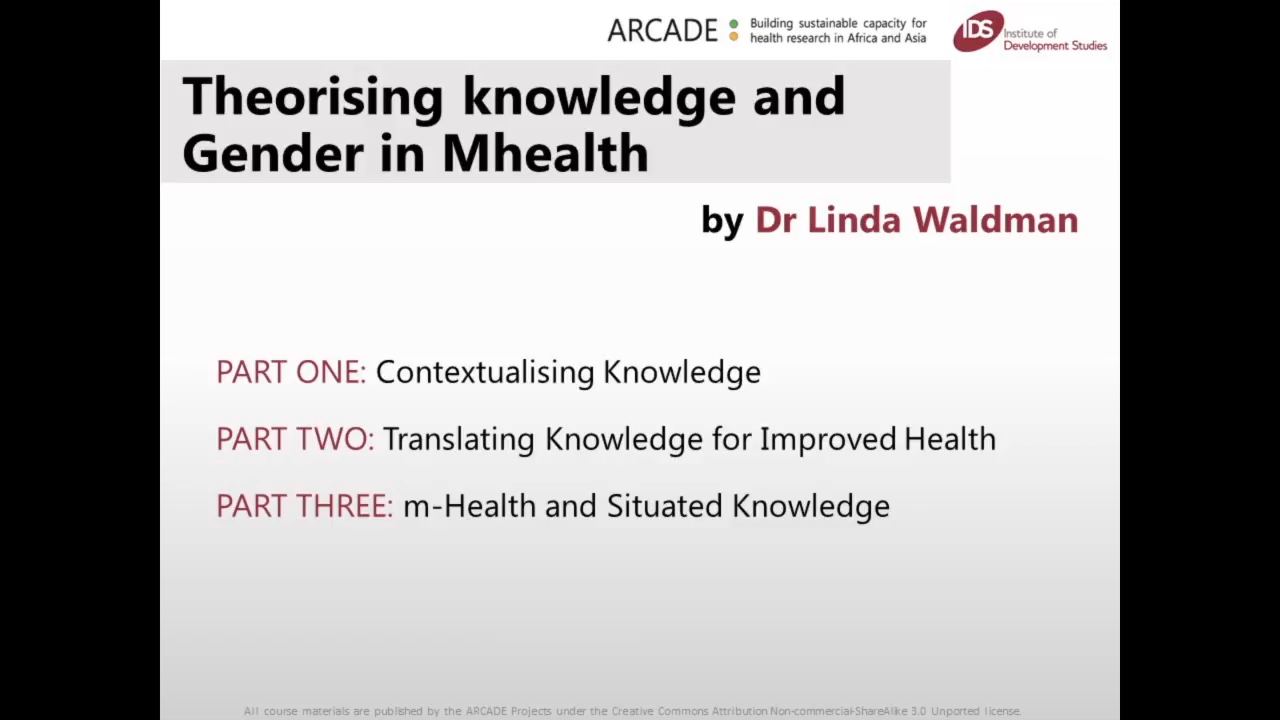 ARCADE
Building sustainable capacity for
health research in Africa and Asia
IDS
Institute of
Development Studies
Theorising knowledge and
Gender in Mhealth
by Dr Linda Waldman
PART ONE: Contextualising Knowledge
PART TWO: Translating Knowledge for Improved Health
PART THREE: m-Health and Situated Knowledge
All course materials are published by the ARCADE Projects under the Creative Commons Attribution Non-commercial-ShareAlike 3.0 Unported license.